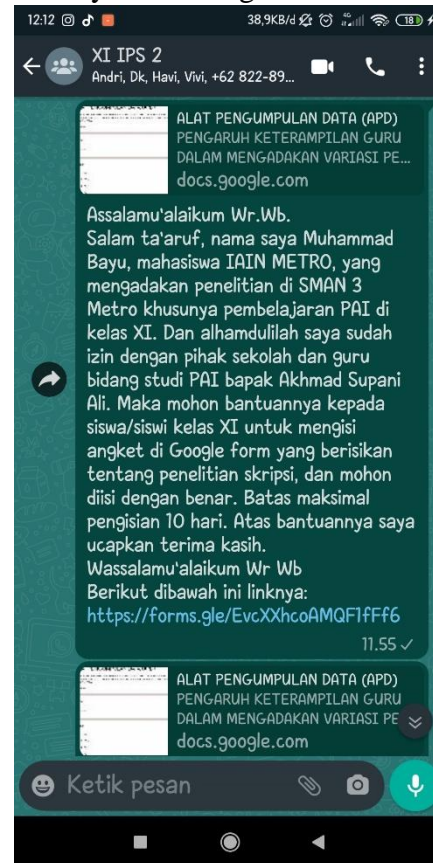 12:12
38,9KB/d
4G
18
XI IPS 2
Andri, Dk, Havi, Vivi, +62 822-89...
ALAT PENGUMPULAN DATA (APD)
PENGARUH KETERAMPILAN GURU
DALAM MENGADAKAN VARIASI PE...
docs.google.com
Assalamu'alaikum Wr.Wb.
Salam ta'aruf, nama saya Muhammad
Bayu, mahasiswa IAIN METRO, yang
mengadakan penelitian di SMAN 3
Metro khusunya pembelajaran PAI di
kelas XI. Dan alhamdulilah saya sudah
izin dengan pihak sekolah dan guru
bidang studi PAI bapak Akhmad Supani
Ali. Maka mohon bantuannya kepada
siswa/siswi kelas XI untuk mengisi
angket di Google form yang berisikan
tentang penelitian skripsi, dan mohon
diisi dengan benar. Batas maksimal
pengisian 10 hari. Atas bantuannya saya
ucapkan terima kasih.
Wassalamu'alaikum Wr Wb
Berikut dibawah ini linknya:
https://forms.gle/EvcXXhcoAMQF1fFf6
11.55
ALAT PENGUMPULAN DATA (APD)
PENGARUH KETERAMPILAN GURU
DALAM MENGADAKAN VARIASI PE
docs.google.com
Ketik pesan